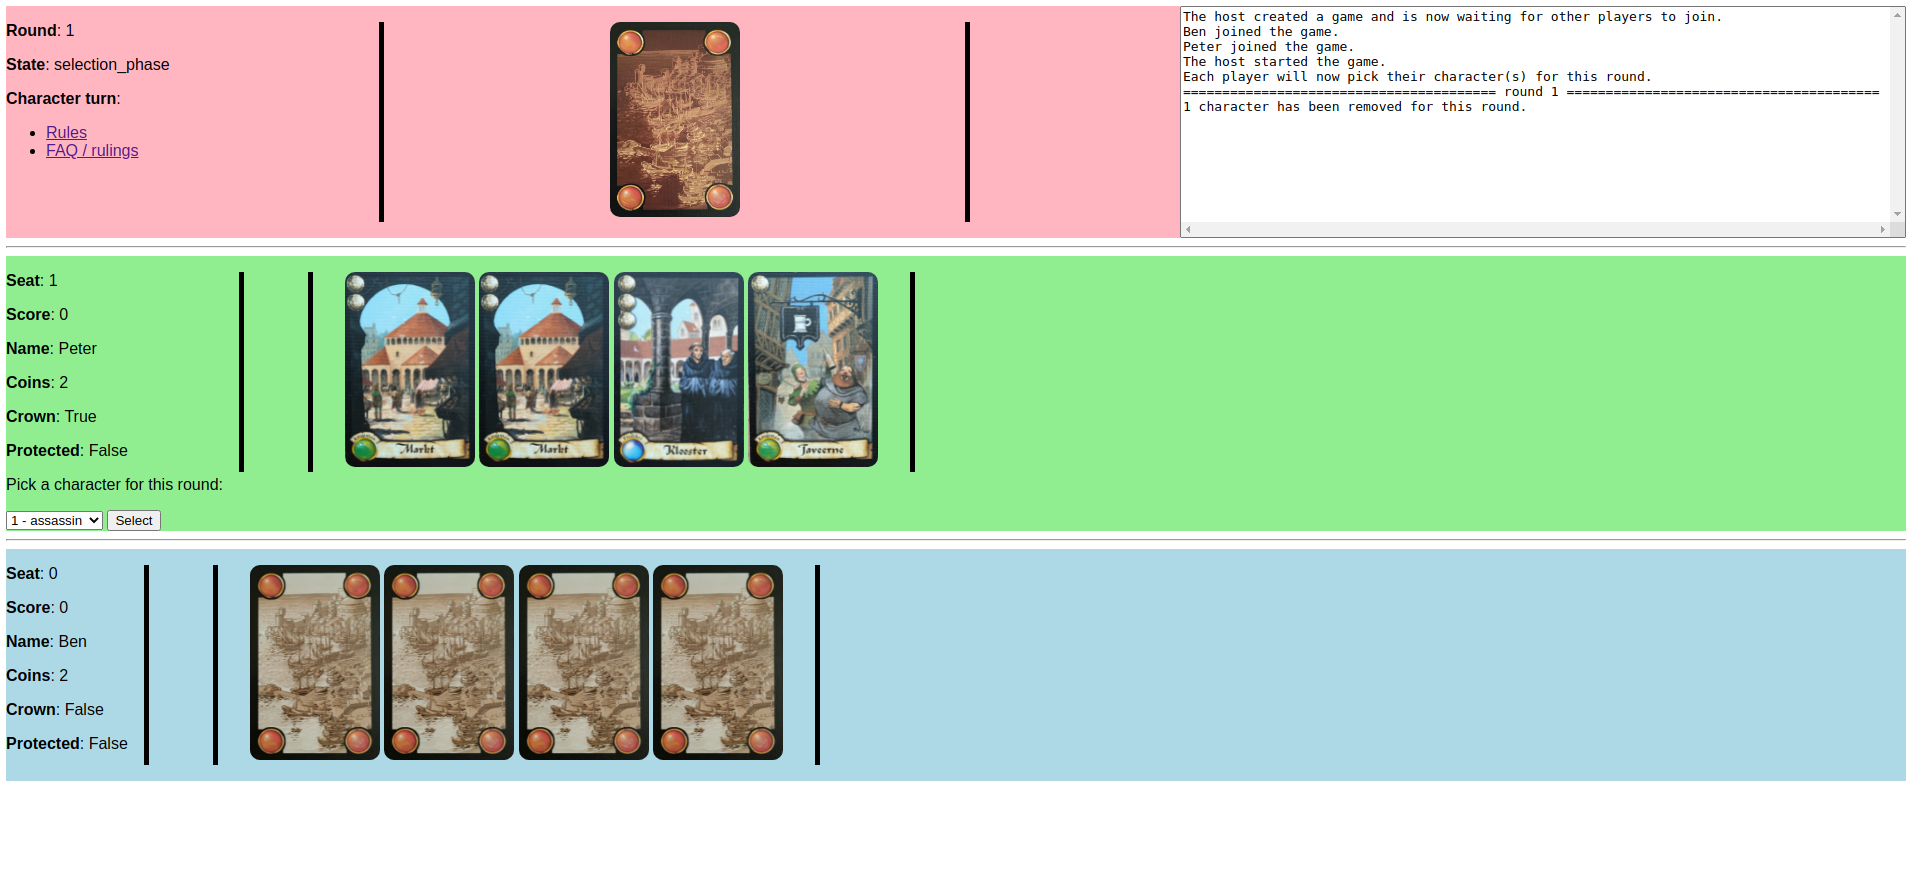 Round: 1
State: selection_phase
Character turn:
Rules
FAQ / rulings
The host created a game and is now waiting for other players to join.
Ben joined the game.
Peter joined the game.
The host started the game.
Each player will now pick their character(s) for this round.
======================================== round 1 ========================================
1 character has been removed for this round.
Seat: 1
Score: 0
Name: Peter
Coins: 2
Crown: True
Protected: False
Pick a character for this round:
1 - assassin Select
Markt
Markt
Klooster
Taveerne
Seat: 0
Score: 0
Name: Ben
Coins: 2
Crown: False
Protected: False